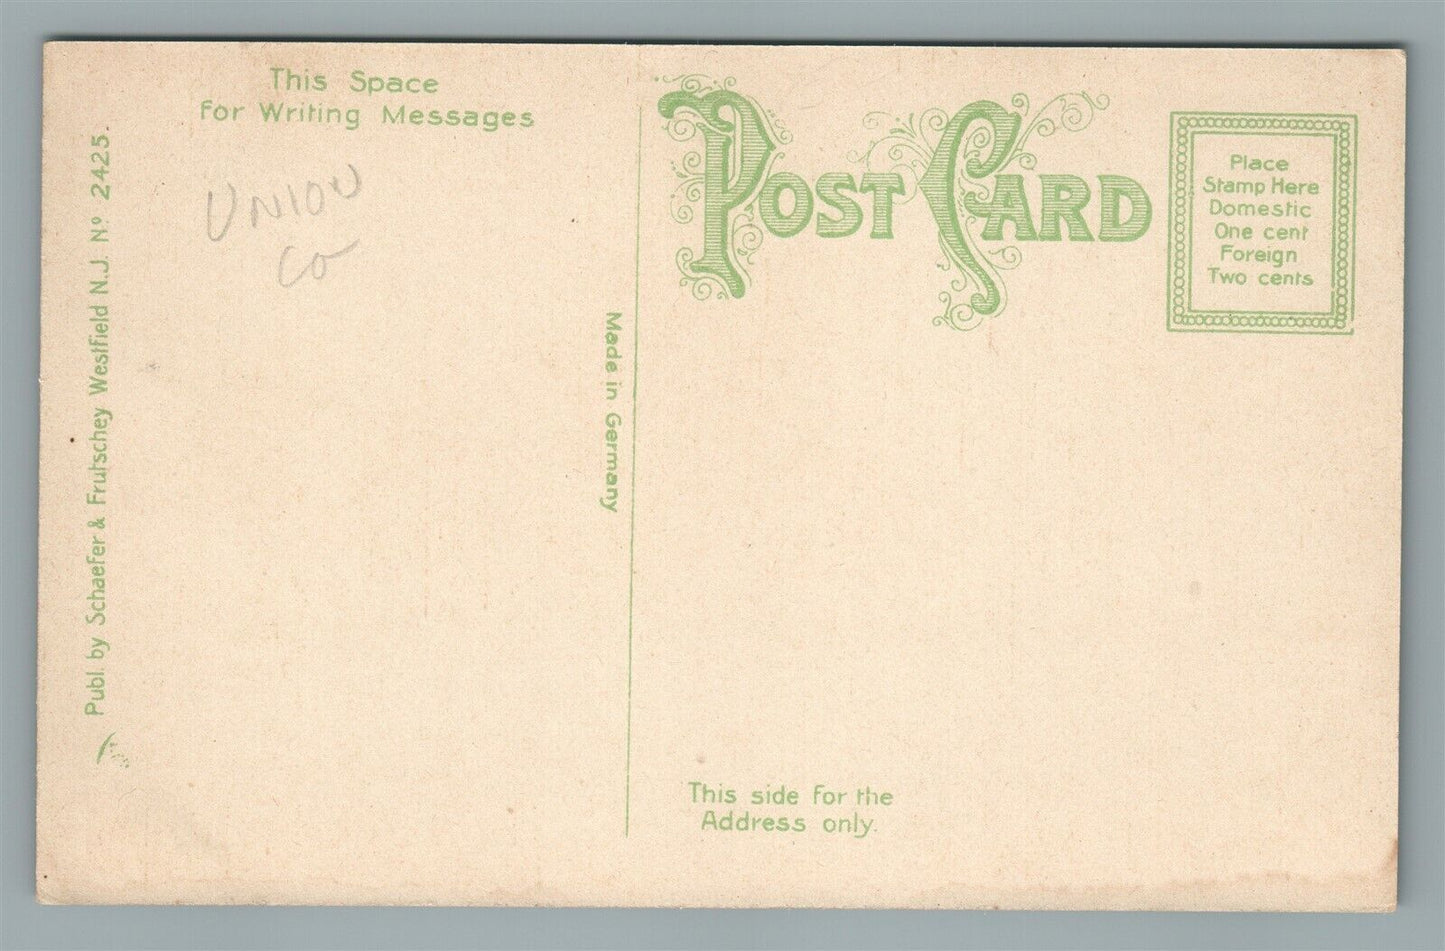 This Space
for Writing Messages
UNION
Co
Publ. by Schaefer & Frutschey Westfield N.J. Nº 2425.
Made in Germany
POST CARD
Place
Stamp Here
Domestic
One cent
Foreign
Two cents
This side for the
Address only.